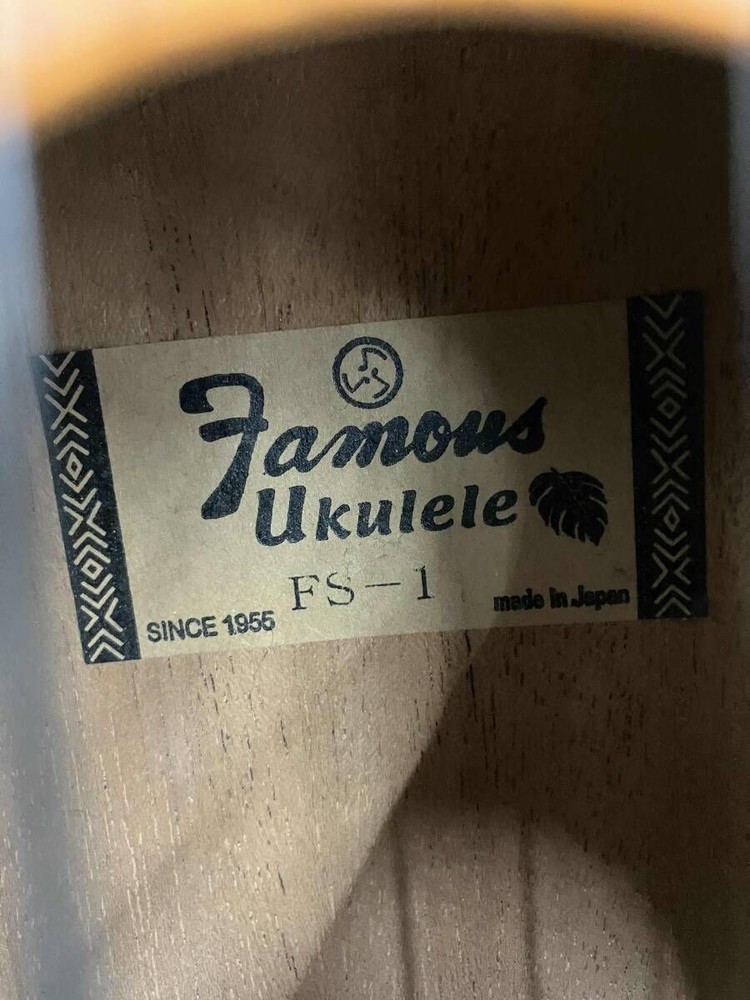 Famous
Ukulele
FS-1
SINCE 1955
made in Japan